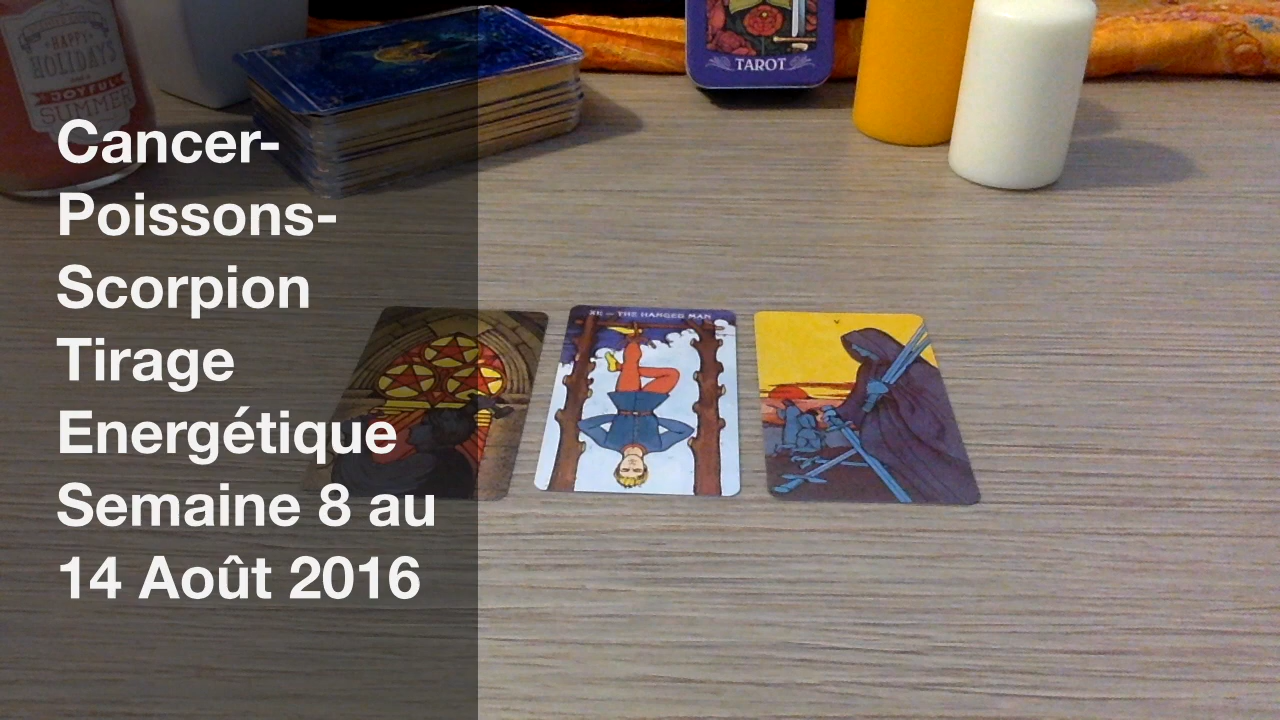 HAPPY
HOLIDAYS
JOYFUL
SUMMER
TAROT
Cancer-
Poissons-
Scorpion
Tirage
Energétique
Semaine 8 au
14 Août 2016
XII — THE HANGED MAN
V